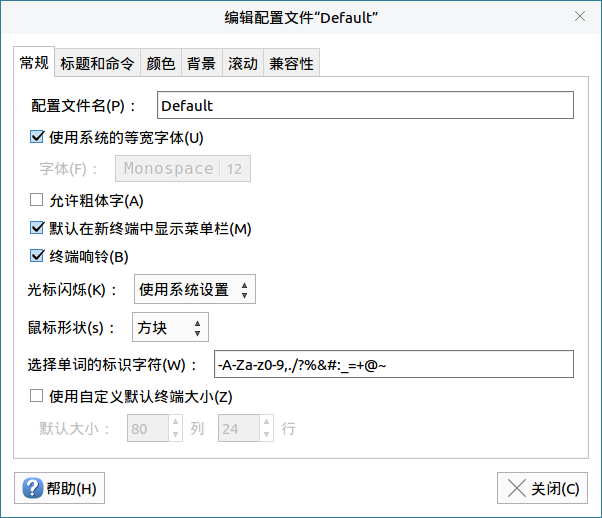 编辑配置文件“Default”
常规 标题和命令 颜色 背景 滚动 兼容性
配置文件名(P)： Default
使用系统的等宽字体(U)
字体(F)： Monospace 12
允许粗体字(A)
默认在新终端中显示菜单栏(M)
终端响铃(B)
光标闪烁(K)： 使用系统设置
鼠标形状(s)： 方块
选择单词的标识字符(W)： -A-Za-z0-9,./?%&#:_=+@~
使用自定义默认终端大小(Z)
默认大小： 80 列 24 行
帮助(H) 关闭(C)